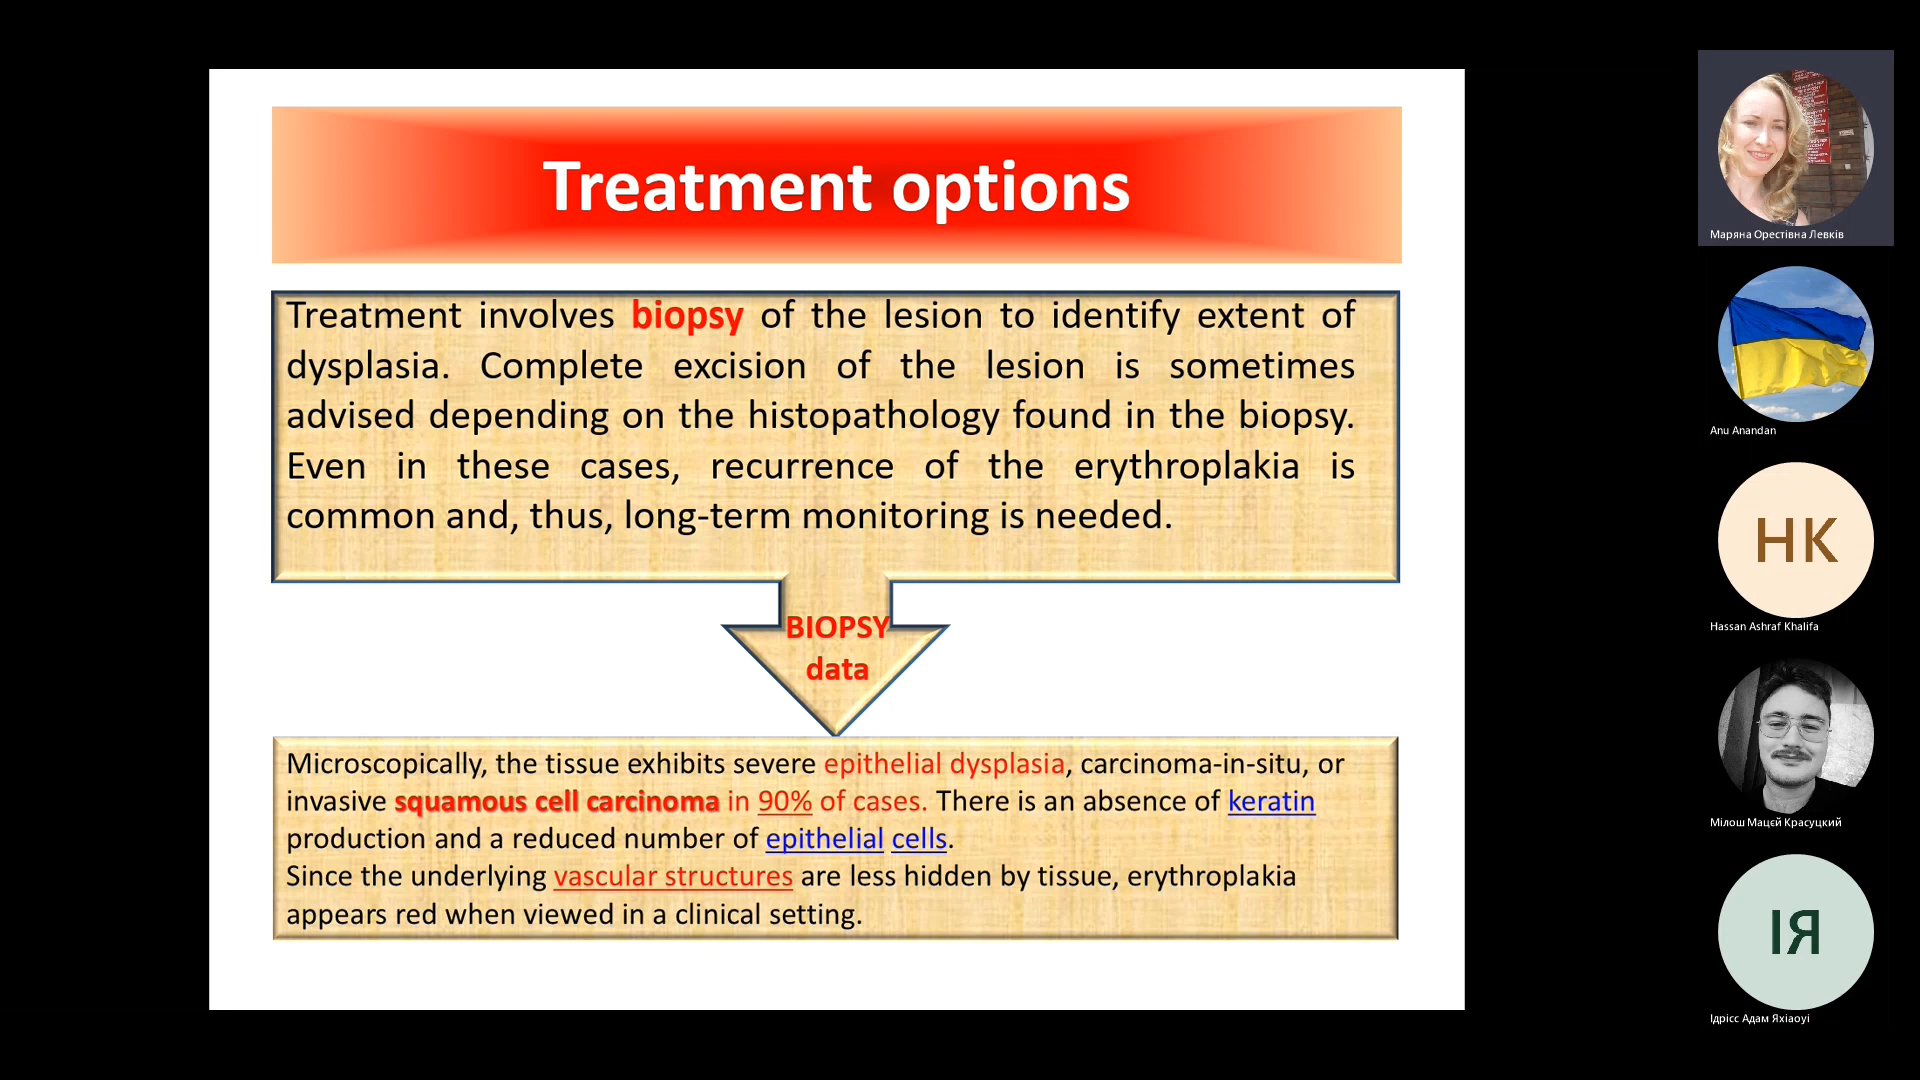 Treatment options
Treatment involves biopsy of the lesion to identify extent of
dysplasia. Complete excision of the lesion is sometimes
advised depending on the histopathology found in the biopsy.
Even in these cases, recurrence of the erythroplakia is
common and, thus, long-term monitoring is needed.
BIOPSY
data
Microscopically, the tissue exhibits severe epithelial dysplasia, carcinoma-in-situ, or
invasive squamous cell carcinoma in 90% of cases. There is an absence of keratin
production and a reduced number of epithelial cells.
Since the underlying vascular structures are less hidden by tissue, erythroplakia
appears red when viewed in a clinical setting.
Маряна Орестівна Левків
Anu Anandan
НК
Hassan Ashraf Khalifa
Мілош Мацєй Красуцкий
ІЯ
Ідрісс Адам Яхіаоуі